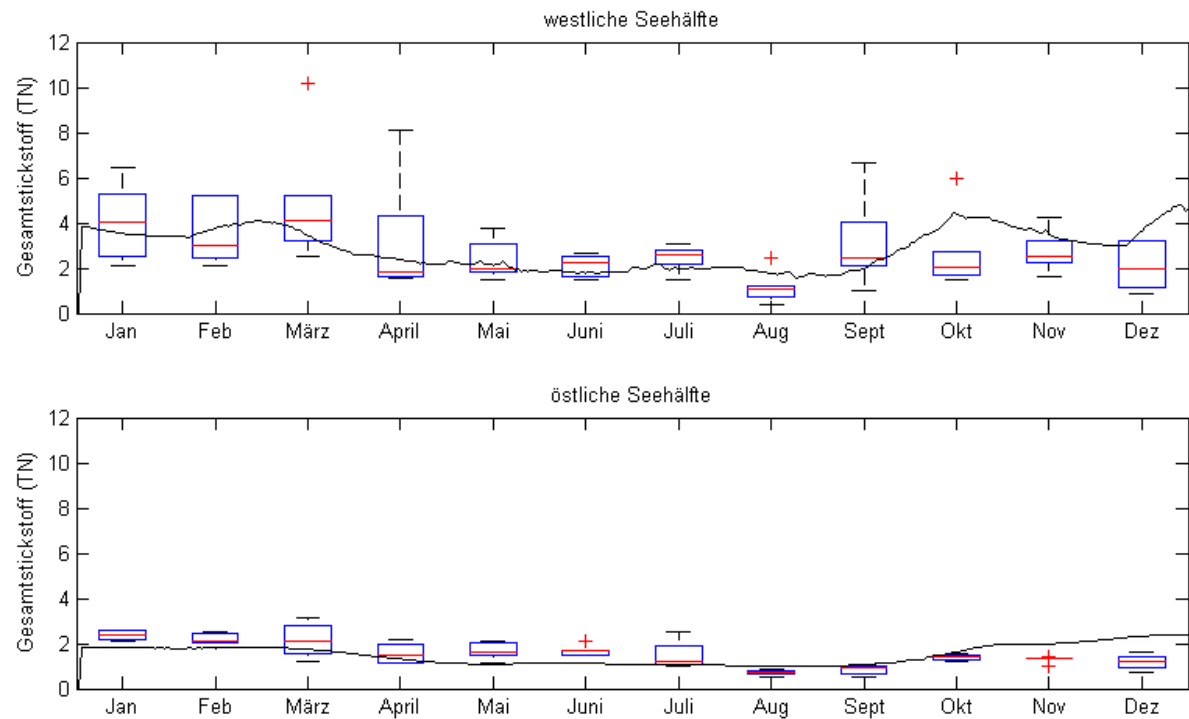 westliche Seehälfte
Gesamtstickstoff (TN)
12
10
8
6
4
2
0
Jan Feb März April Mai Juni Juli Aug Sept Okt Nov Dez
östliche Seehälfte
Gesamtstickstoff (TN)
12
10
8
6
4
2
0
Jan Feb März April Mai Juni Juli Aug Sept Okt Nov Dez